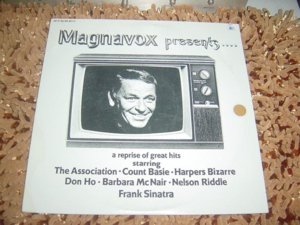 Magnavox presents....
a reprise of great hits
starring
The Association · Count Basie · Harpers Bizarre
Don Ho · Barbara McNair · Nelson Riddle
Frank Sinatra